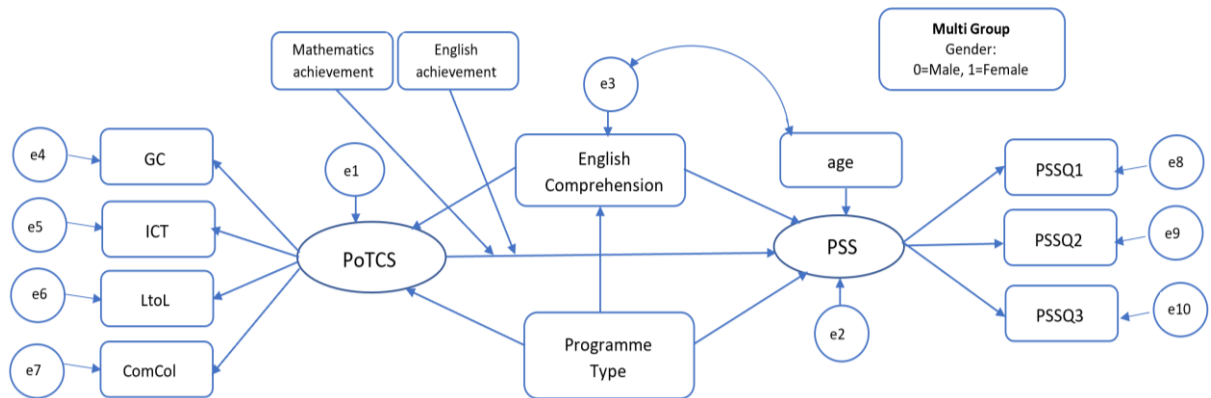 Multi Group
Gender:
0=Male, 1=Female
Mathematics
achievement
English
achievement
e3
e4
GC
e1
English
Comprehension
age
PSSQ1
e8
e5
ICT
PoTCS
PSS
PSSQ2
e9
e6
LtoL
PSSQ3
e10
Programme
Type
e2
e7
ComCol